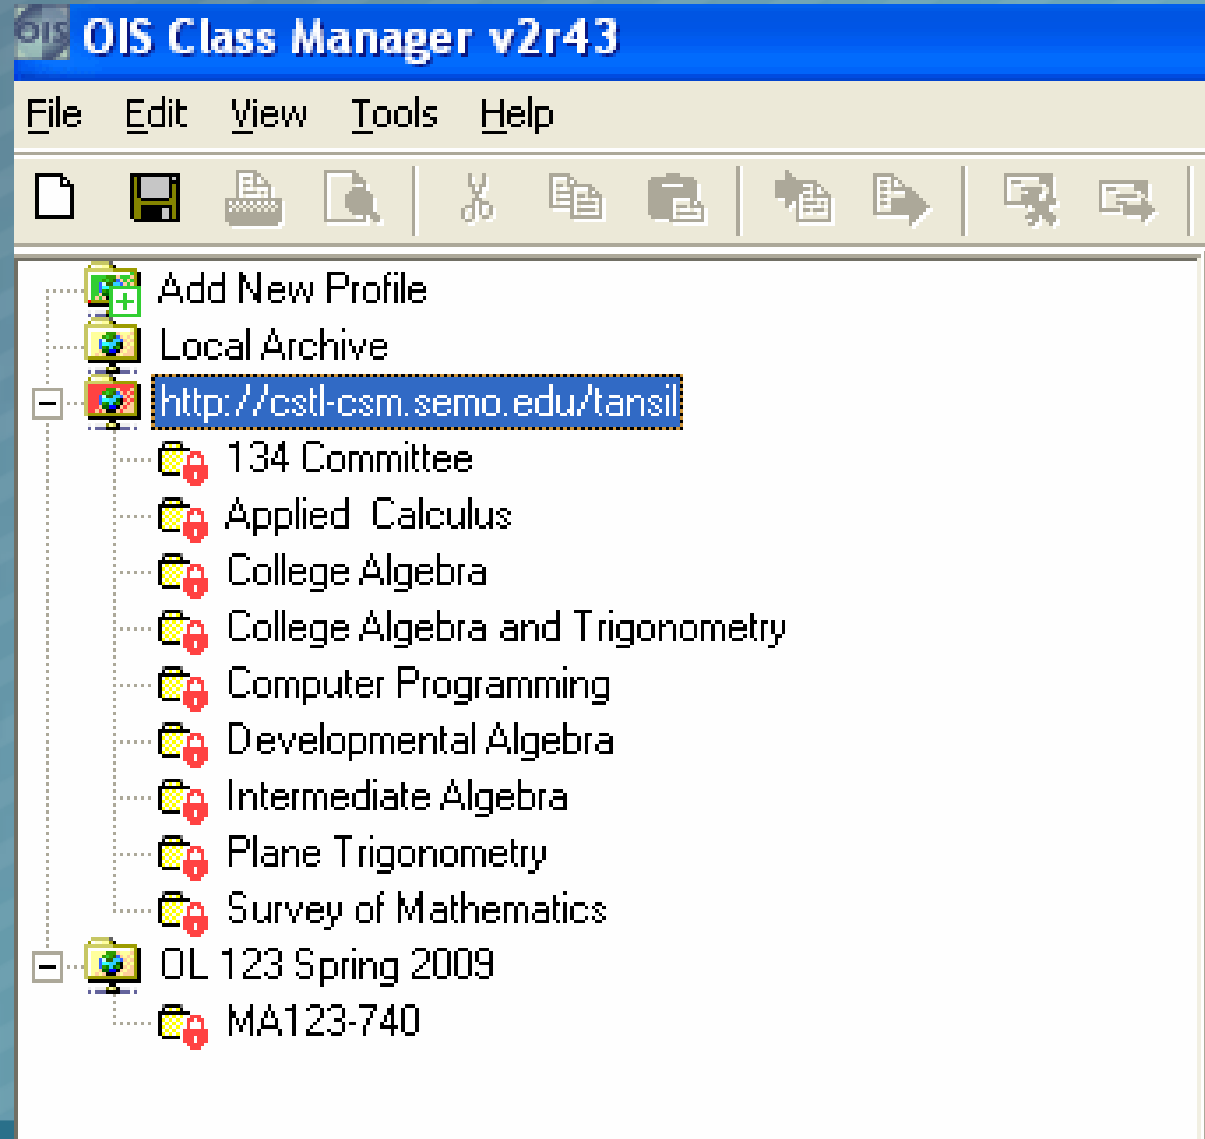 OIS OIS Class Manager v2r43
File Edit View Tools Help
Add New Profile
Local Archive
http://cstl-csm.semo.edu/tansil
134 Committee
Applied  Calculus
College Algebra
College Algebra and Trigonometry
Computer Programming
Developmental Algebra
Intermediate Algebra
Plane Trigonometry
Survey of Mathematics
OL 123 Spring 2009
MA123-740